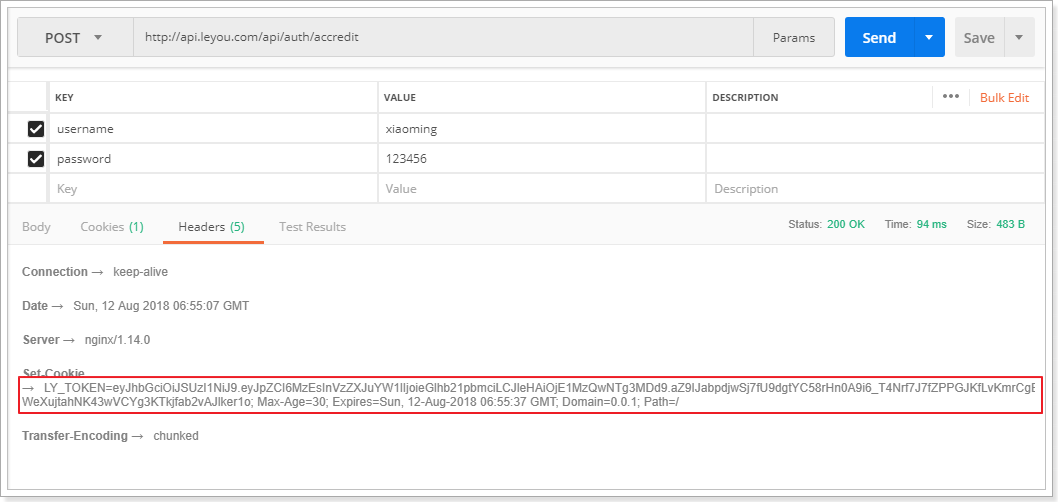 POST http://api.leyou.com/api/auth/accredit Params Send Save
KEY VALUE DESCRIPTION ••• Bulk Edit
username xiaoming
password 123456
Key Value Description
Body Cookies (1) Headers (5) Test Results Status: 200 OK Time: 94 ms Size: 483 B
Connection → keep-alive
Date → Sun, 12 Aug 2018 06:55:07 GMT
Server → nginx/1.14.0
Set-Cookie
→ LY_TOKEN=eyJhbGciOiJSUzI1NiJ9.eyJpZCI6MzEsInVzZXJuYW1lIjoieGlhb21pbmciLCJleHAiOjE1MzQwNTg3MDd9.aZ9lJabpdjwSj7fU9dgtYC58rHn0A9i6_T4Nrf7J7fZPPGJKfLvKmrCgE
WeXujtahNK43wVCYg3KTkjfab2vAJlker1o; Max-Age=30; Expires=Sun, 12-Aug-2018 06:55:37 GMT; Domain=0.0.1; Path=/
Transfer-Encoding → chunked